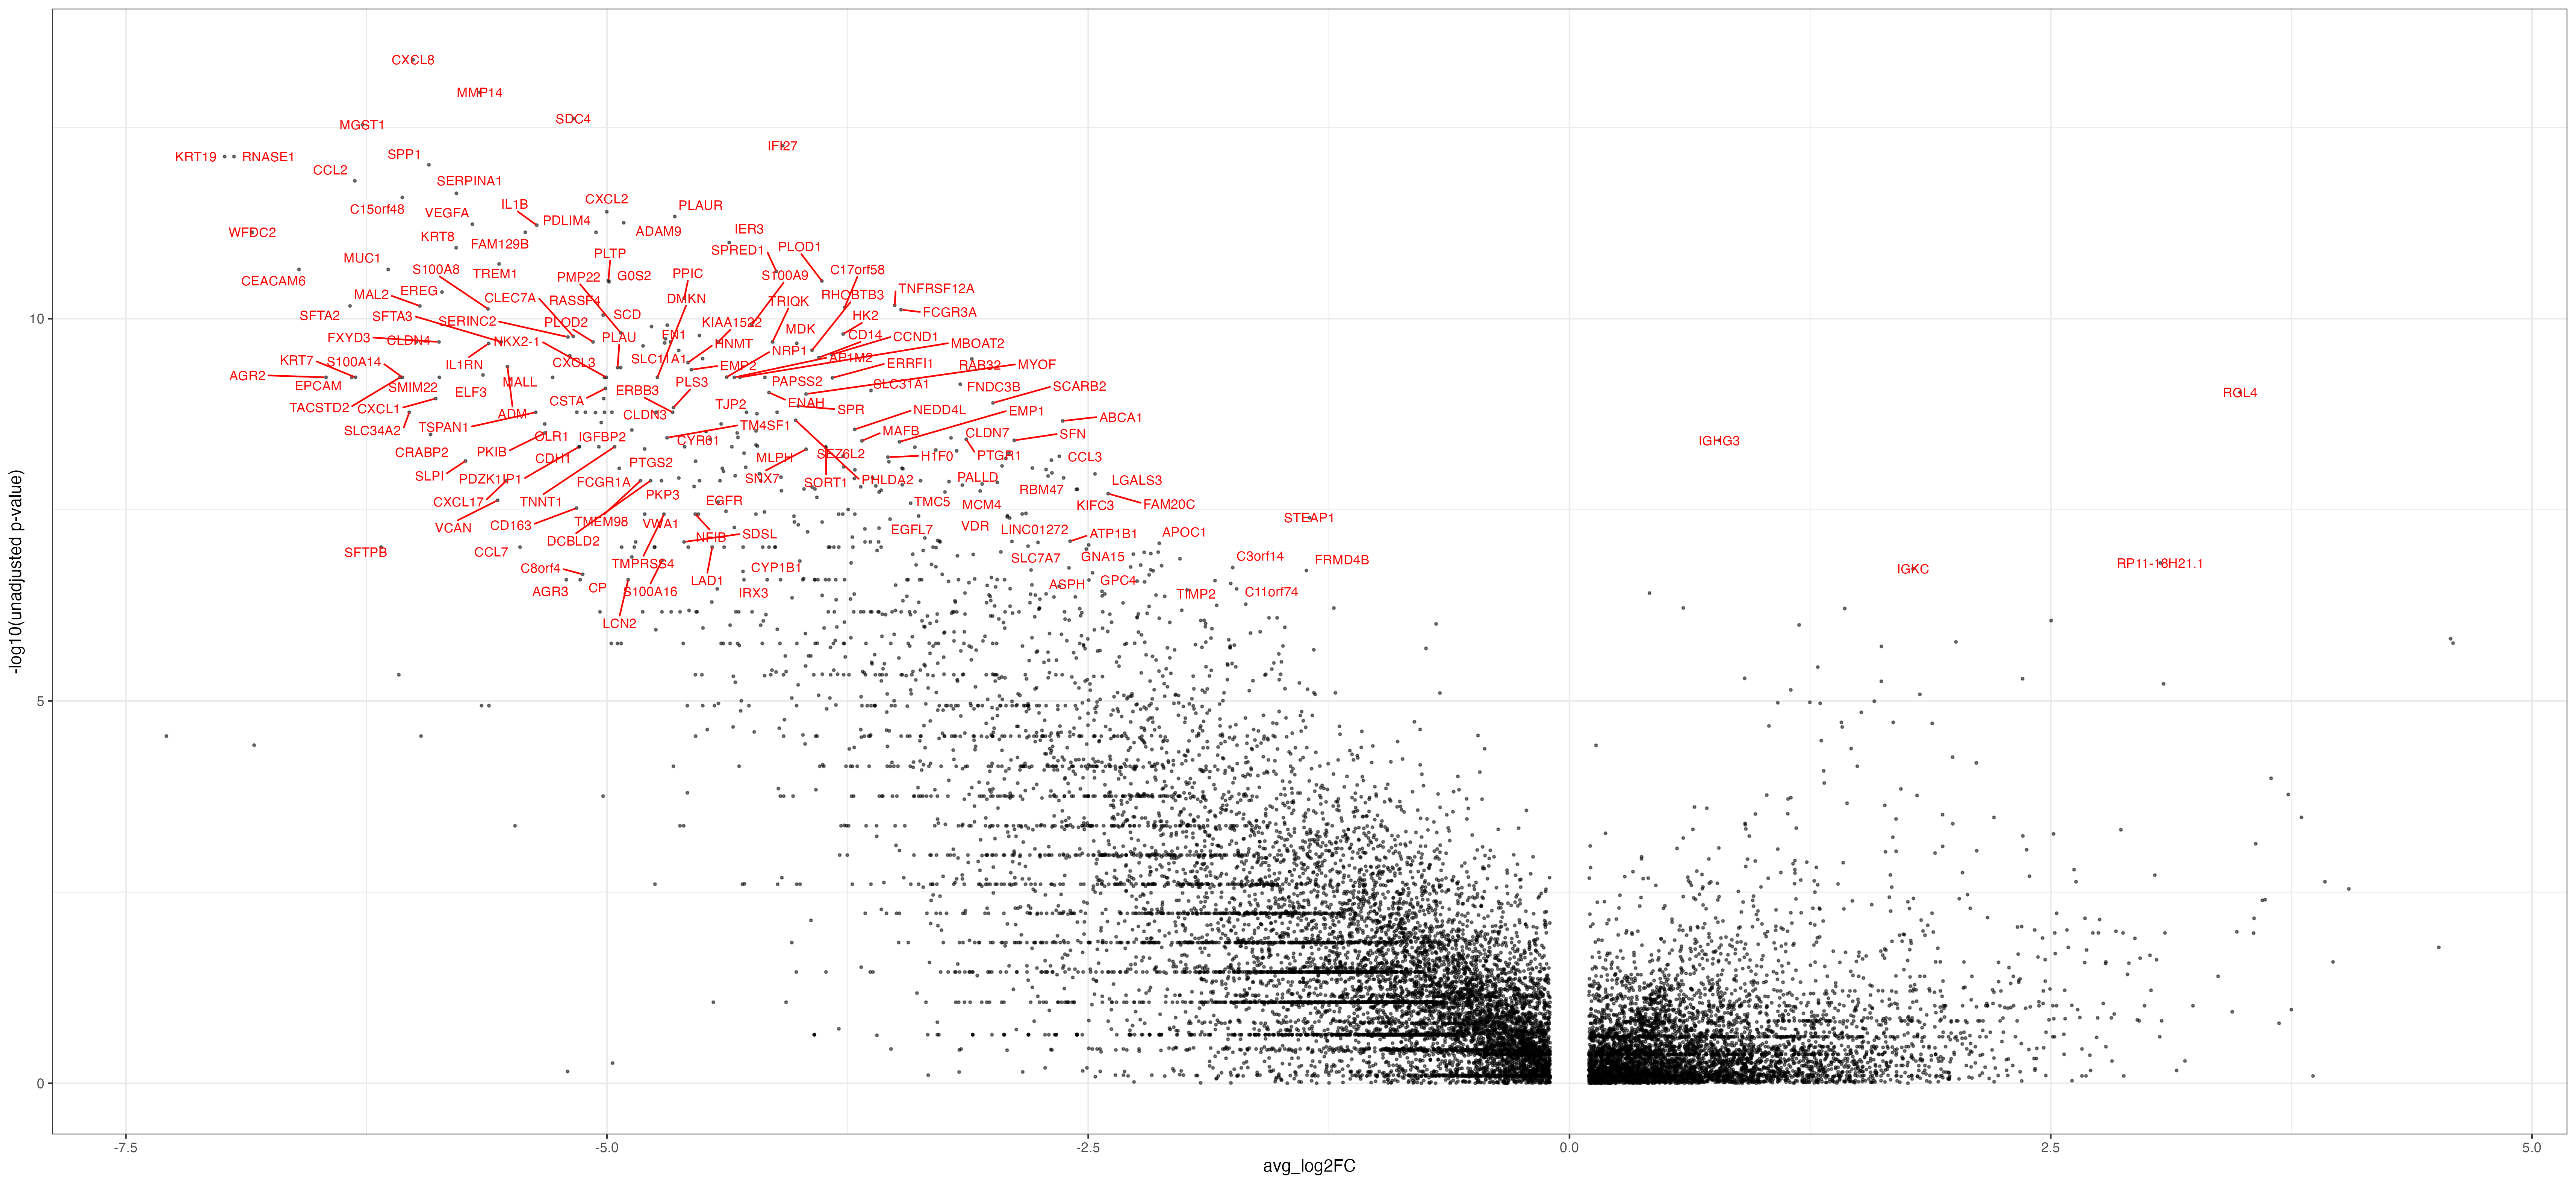 CXCL8
MMP14
SDC4
MGST1
IFI27
KRT19
RNASE1
SPP1
CCL2
SERPINA1
CXCL2
IL1B
PLAUR
C15orf48
VEGFA
PDLIM4
ADAM9
IER3
WFDC2
KRT8
FAM129B
SPRED1
PLOD1
PLTP
MUC1
S100A8
TREM1
PMP22
G0S2
PPIC
S100A9
C17orf58
CEACAM6
MAL2
EREG
CLEC7A
RASSF4
DMKN
TRIQK
RHOBTB3
TNFRSF12A
SFTA2
SFTA3
SERINC2
PLOD2
SCD
KIAA1522
MDK
HK2
FCGR3A
FXYD3
CLDN4
NKX2-1
PLAU
FN1
HNMT
NRP1
CD14
CCND1
MBOAT2
KRT7
S100A14
IL1RN
CXCL3
SLC11A1
EMP2
AP1M2
ERRFI1
RAB32
MYOF
AGR2
EPCAM
SMIM22
ELF3
MALL
ERBB3
PLS3
PAPSS2
SLC31A1
FNDC3B
SCARB2
RGL4
TACSTD2
CXCL1
ADM
CSTA
CLDN3
TJP2
ENAH
SPR
NEDD4L
EMP1
ABCA1
SLC34A2
TSPAN1
OLR1
IGFBP2
CYR61
TM4SF1
MAFB
CLDN7
SFN
IGHG3
CRABP2
PKIB
CDH1
PTGS2
MLPH
SEZ6L2
H1F0
PTGR1
CCL3
SLPI
PDZK1IP1
FCGR1A
SNX7
SORT1
PHLDA2
PALLD
RBM47
LGALS3
CXCL17
TNNT1
PKP3
EGFR
TMC5
MCM4
KIFC3
FAM20C
VCAN
CD163
TMEM98
VWA1
NFIB
SDSL
EGFL7
VDR
LINC01272
ATP1B1
APOC1
STEAP1
SFTPB
CCL7
DCBLD2
TMPRSS4
LAD1
CYP1B1
SLC7A7
GNA15
C3orf14
FRMD4B
IGKC
RP11-18H21.1
C8orf4
AGR3
CP
S100A16
IRX3
ASPH
GPC4
TIMP2
C11orf74
LCN2
10
5
0
-7.5
-5.0
-2.5
0.0
2.5
5.0
avg_log2FC
-log10(unadjusted p-value)